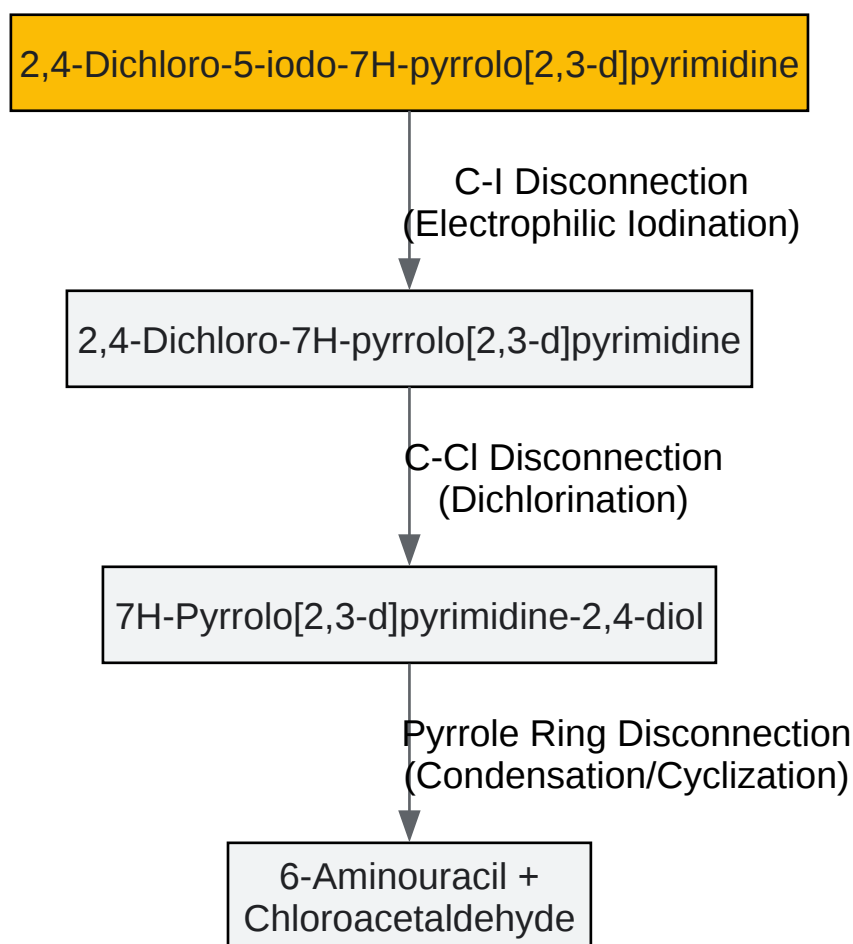 2,4-Dichloro-5-iodo-7H-pyrrolo[2,3-d]pyrimidine
C-I Disconnection
(Electrophilic Iodination)
2,4-Dichloro-7H-pyrrolo[2,3-d]pyrimidine
C-Cl Disconnection
(Dichlorination)
7H-Pyrrolo[2,3-d]pyrimidine-2,4-diol
Pyrrole Ring Disconnection
(Condensation/Cyclization)
6-Aminouracil +
Chloroacetaldehyde